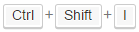 Ctrl + Shift + I